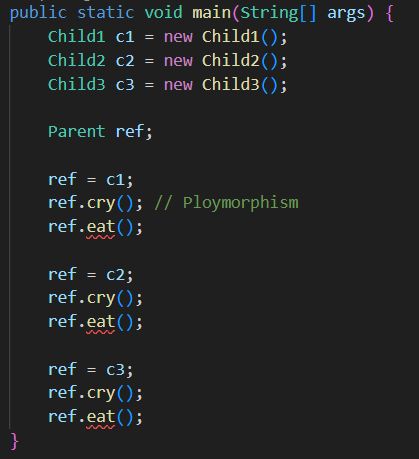 public static void main(String[] args) {
Child1 c1 = new Child1();
Child2 c2 = new Child2();
Child3 c3 = new Child3();
Parent ref;
ref = c1;
ref.cry(); // Ploymorphism
ref.eat();
ref = c2;
ref.cry();
ref.eat();
ref = c3;
ref.cry();
ref.eat();
}